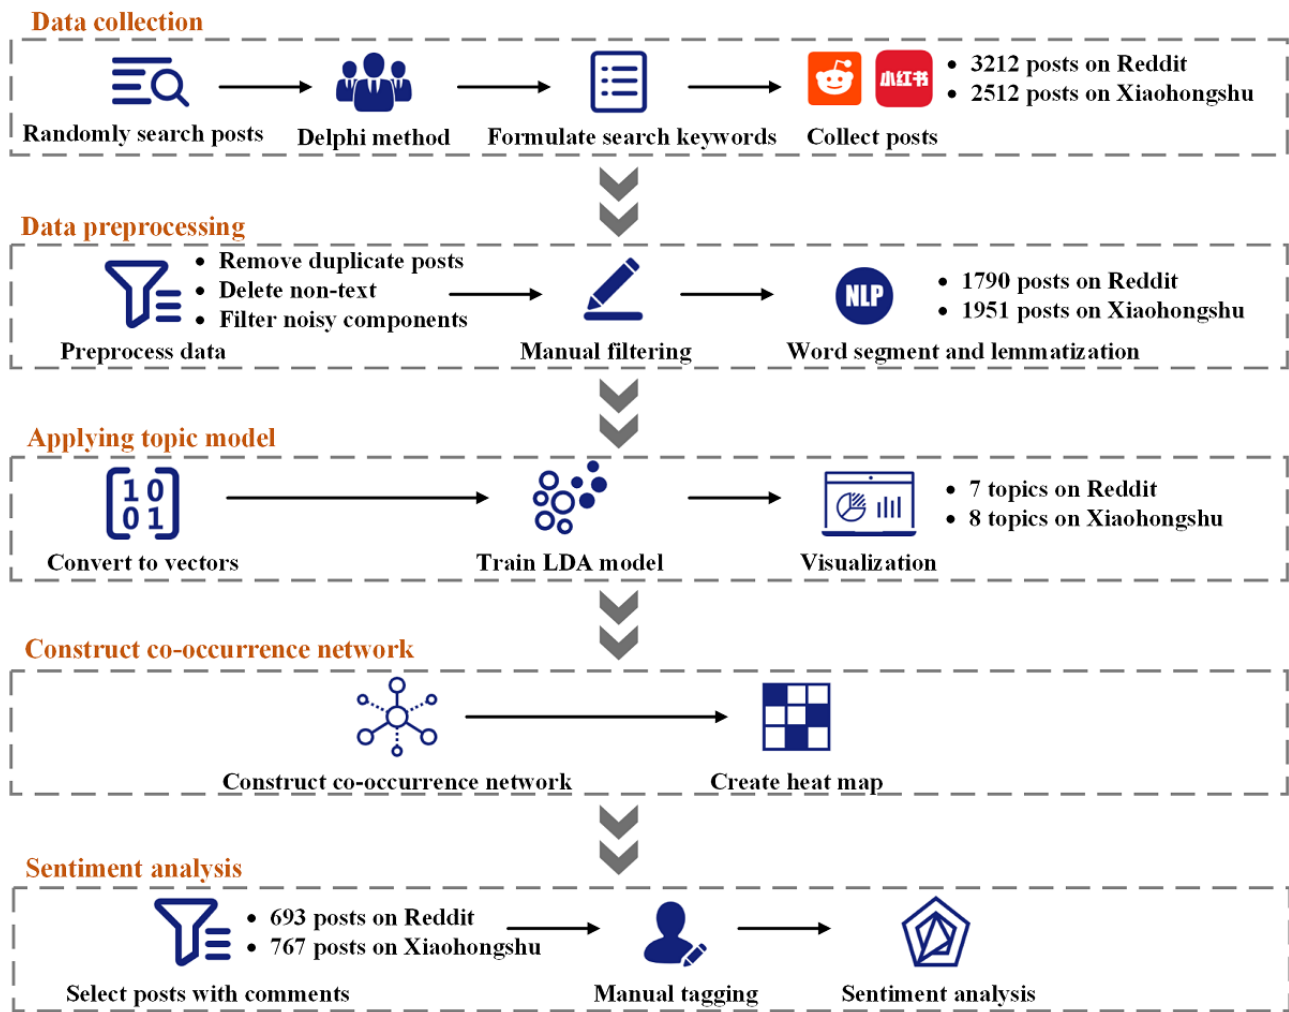 Data collection
小红书
• 3212 posts on Reddit
• 2512 posts on Xiaohongshu
Randomly search posts
Delphi method
Formulate search keywords
Collect posts
Data preprocessing
• Remove duplicate posts
• Delete non-text
• Filter noisy components
NLP
• 1790 posts on Reddit
• 1951 posts on Xiaohongshu
Preprocess data
Manual filtering
Word segment and lemmatization
Applying topic model
1 0
0 1
• 7 topics on Reddit
• 8 topics on Xiaohongshu
Convert to vectors
Train LDA model
Visualization
Construct co-occurrence network
Construct co-occurrence network
Create heat map
Sentiment analysis
• 693 posts on Reddit
• 767 posts on Xiaohongshu
Select posts with comments
Manual tagging
Sentiment analysis